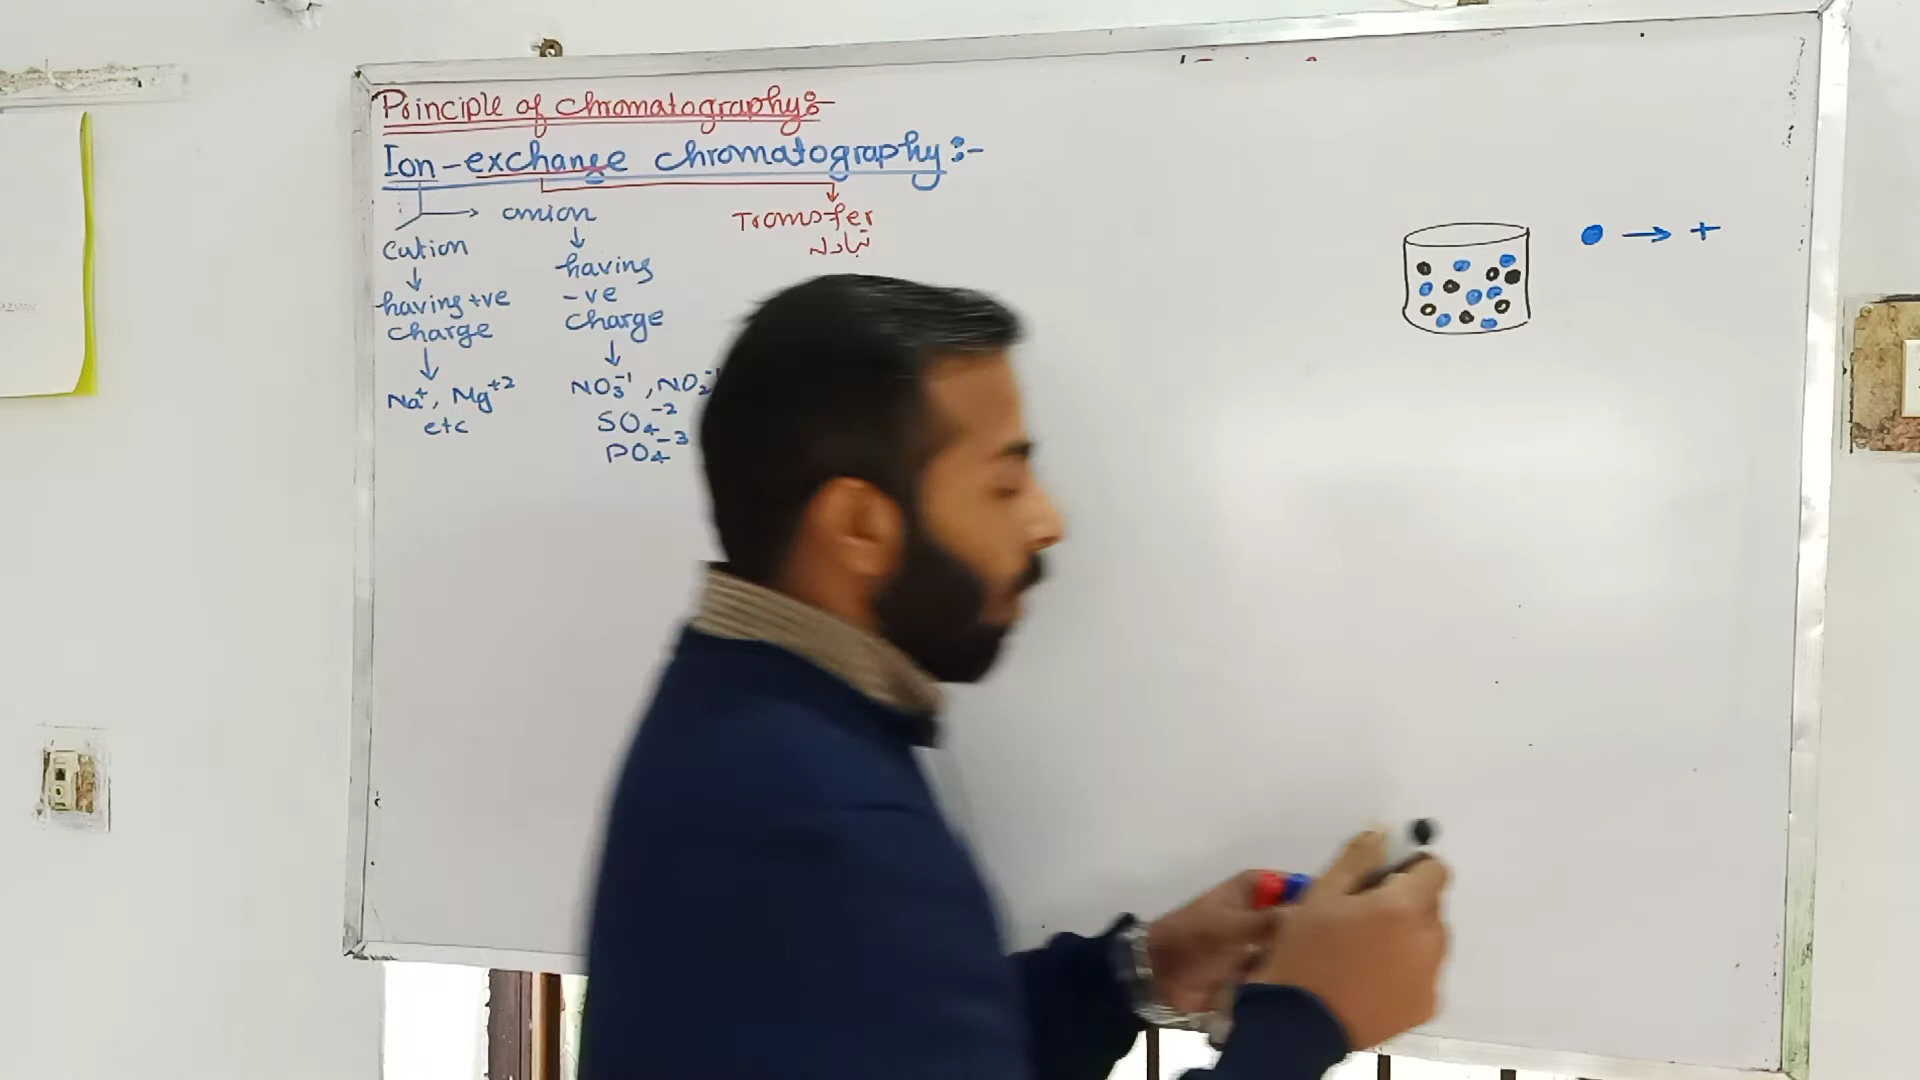 Principle of chromatography:-
Ion-exchange chromatography:-
anion
Transfer
تبادلہ
Cation
having
-ve
charge
having +ve
charge
NO₃⁻¹, NO₂⁻¹
SO₄⁻²
PO₄⁻³
Na⁺, Mg⁺²
etc
→ +